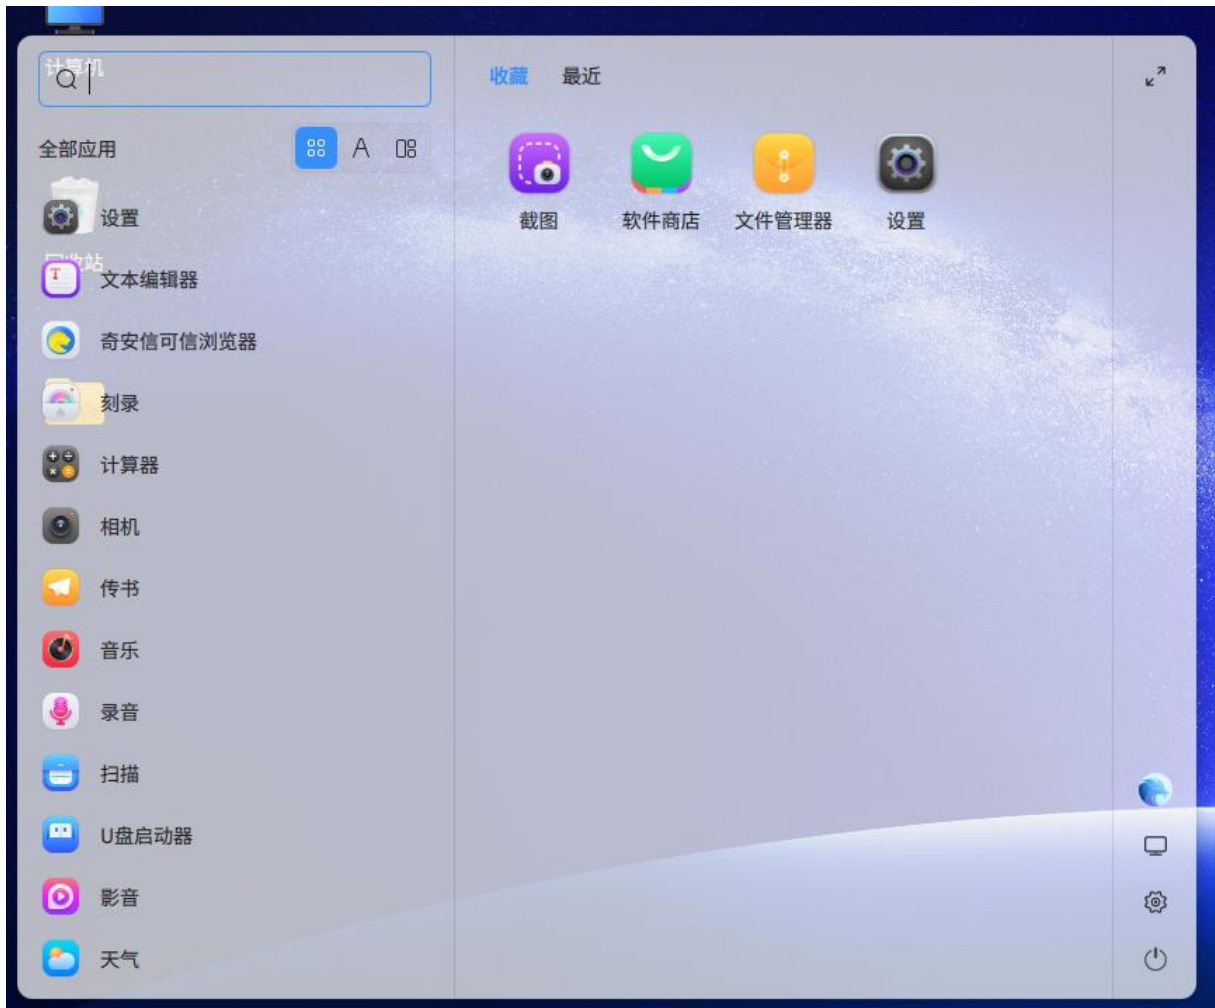 计算机
收藏 最近
全部应用
A
截图 软件商店 文件管理器 设置
设置
回收站
文本编辑器
奇安信可信浏览器
刻录
计算器
相机
传书
音乐
录音
扫描
U盘启动器
影音
天气